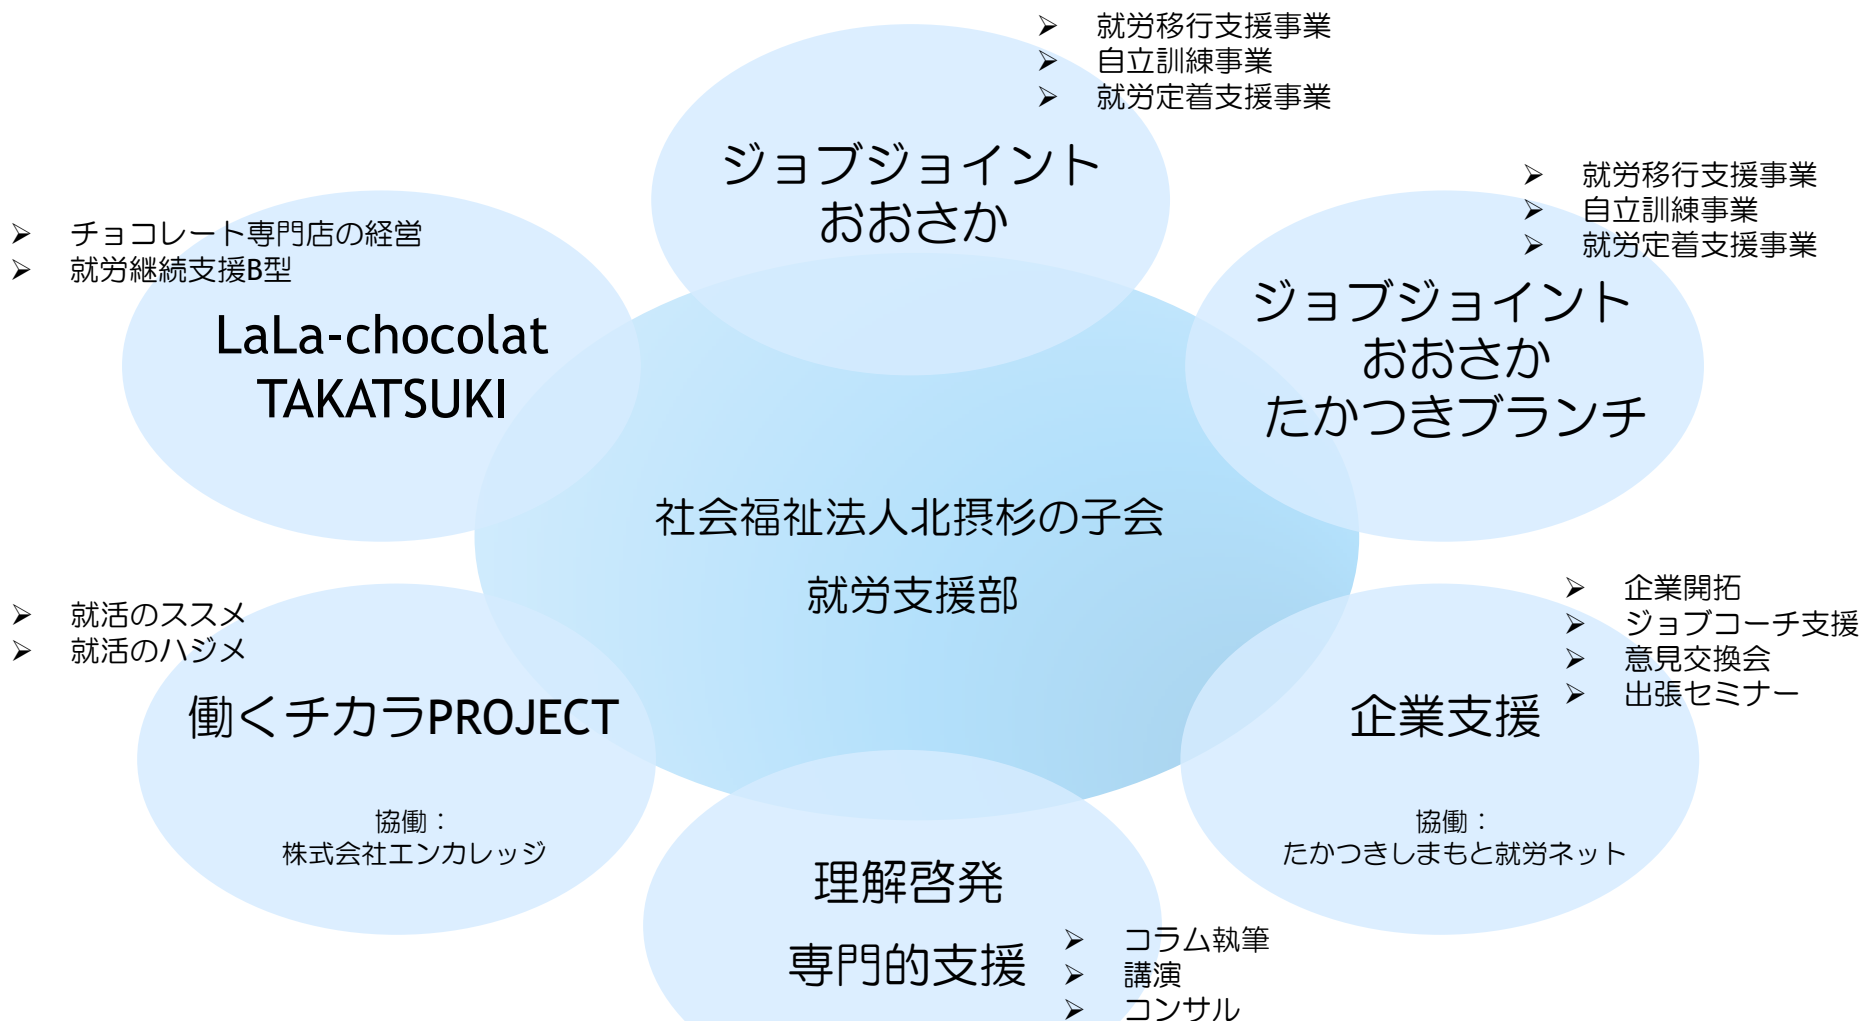 ➢ 就労移行支援事業
➢ 自立訓練事業
➢ 就労定着支援事業
ジョブジョイント
おおさか
➢ 就労移行支援事業
➢ 自立訓練事業
➢ 就労定着支援事業
ジョブジョイント
おおさか
たかつきブランチ
➢ チョコレート専門店の経営
➢ 就労継続支援B型
LaLa-chocolat
TAKATSUKI
社会福祉法人北摂杉の子会
就労支援部
➢ 就活のススメ
➢ 就活のハジメ
働くチカラPROJECT
協働：
株式会社エンカレッジ
➢ 企業開拓
➢ ジョブコーチ支援
➢ 意見交換会
➢ 出張セミナー
企業支援
協働：
たかつきしまもと就労ネット
理解啓発
専門的支援
➢ コラム執筆
➢ 講演
➢ コンサル